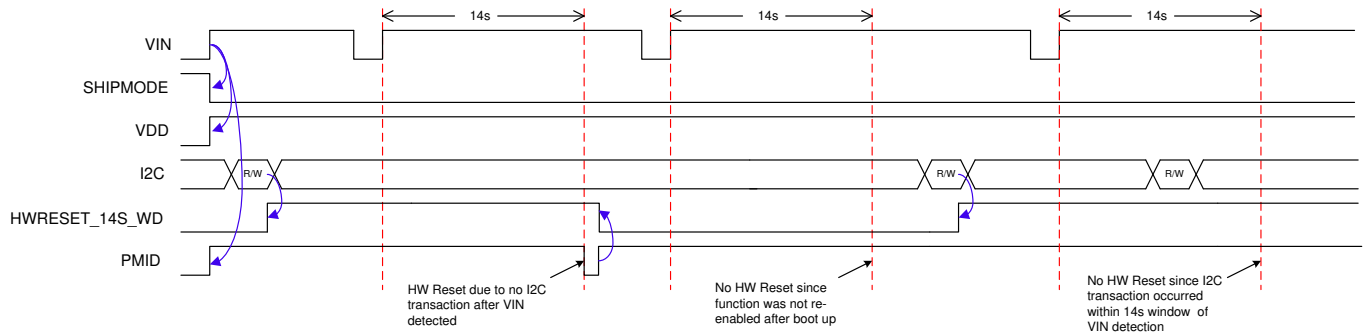 14s
14s
14s
VIN
SHIPMODE
VDD
I2C
R/W
R/W
R/W
HWRESET_14S_WD
PMID
HW Reset due to no I2C
transaction after VIN
detected
No HW Reset since
function was not re-
enabled after boot up
No HW Reset since I2C
transaction occurred
within 14s window of
VIN detection